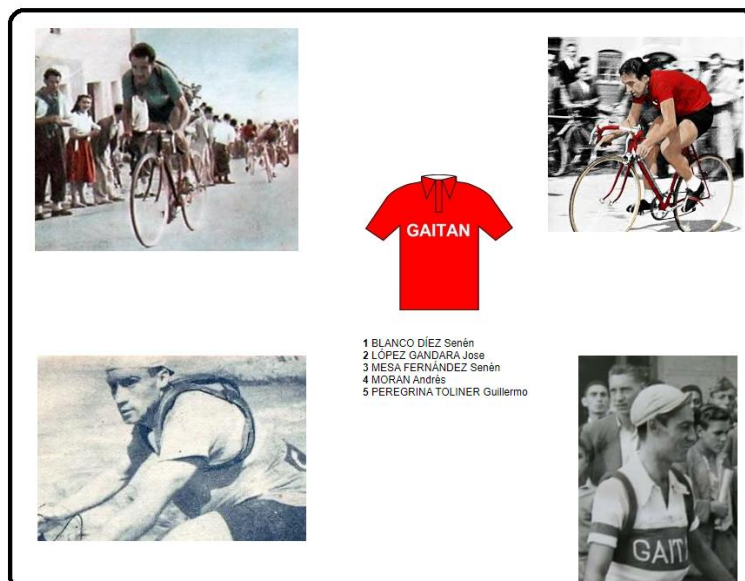 GAITAN
1 BLANCO DÍEZ Senén
2 LÓPEZ GANDARA Jose
3 MESA FERNÁNDEZ Senén
4 MORAN Andrés
5 PEREGRINA TOLINER Guillermo
GAIT